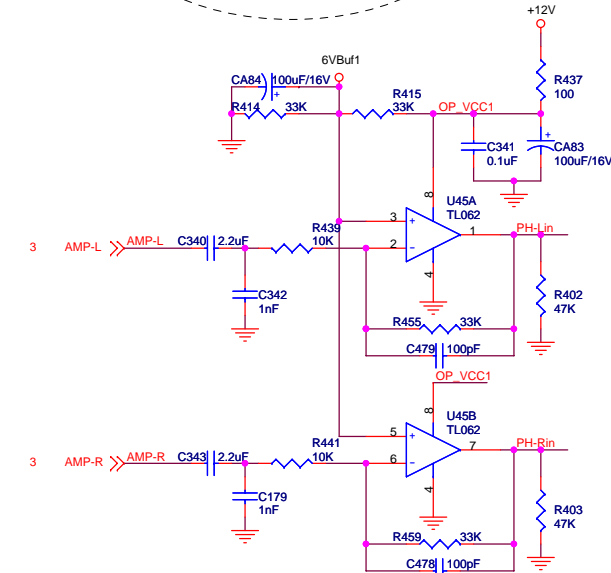 +12V
6VBuf1
CA84 100uF/16V
R437
100
R414 33K
R415
33K
OP_VCC1
C341
0.1uF
CA83
100uF/16V
8
U45A
TL062
3
+
R439
10K
2
-
1
PH-Lin
3 AMP-L AMP-L C340 2.2uF
4
C342
1nF
R402
47K
R455 33K
C479 100pF
OP_VCC1
8
U45B
TL062
5
+
R441
10K
6
-
7
PH-Rin
3 AMP-R AMP-R C343 2.2uF
4
C179
1nF
R403
47K
R459 33K
C478 100pF